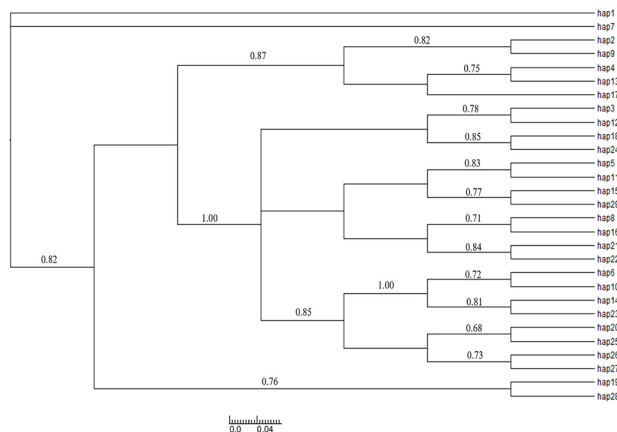 hap1
hap7
0.82
hap2
hap9
0.87
0.75
hap4
hap13
hap17
0.78
hap3
hap12
0.85
hap18
hap24
0.83
hap5
hap11
0.77
hap15
hap29
1.00
0.71
hap8
hap16
0.84
hap21
hap22
0.82
0.72
hap6
hap10
1.00
0.81
hap14
hap23
0.85
0.68
hap20
hap25
0.73
hap26
hap27
0.76
hap19
hap28
0.0 0.04